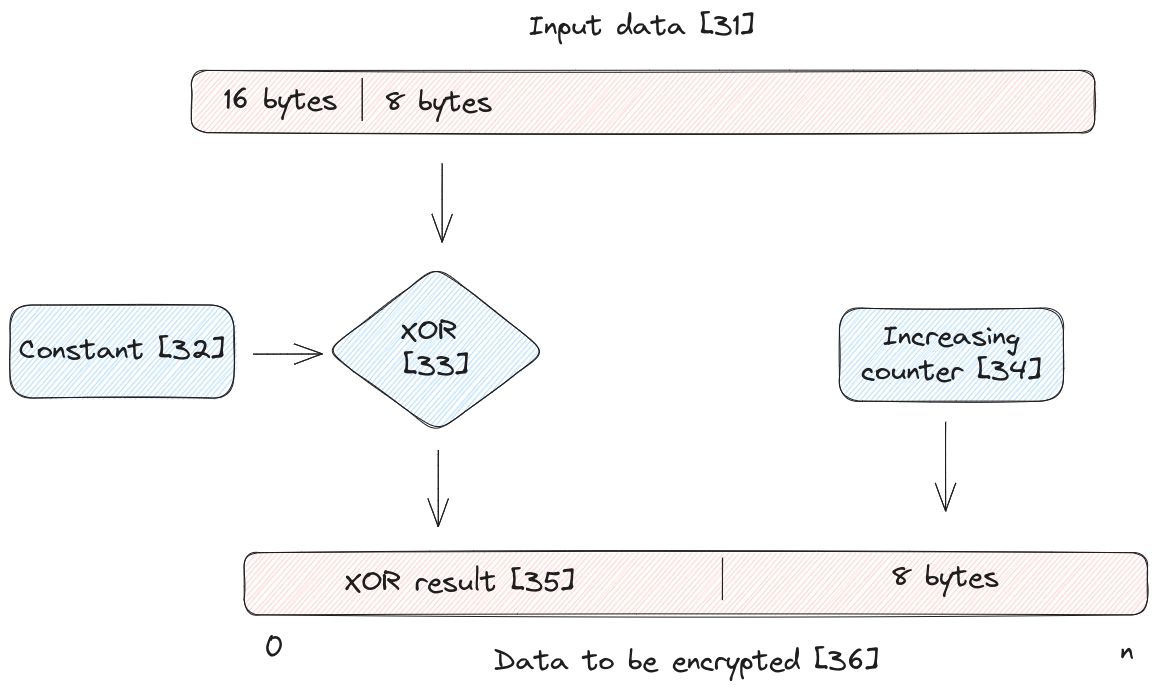 Input data [31]
16 bytes
8 bytes
Constant [32]
XOR
[33]
Increasing
counter [34]
XOR result [35]
8 bytes
0
n
Data to be encrypted [36]